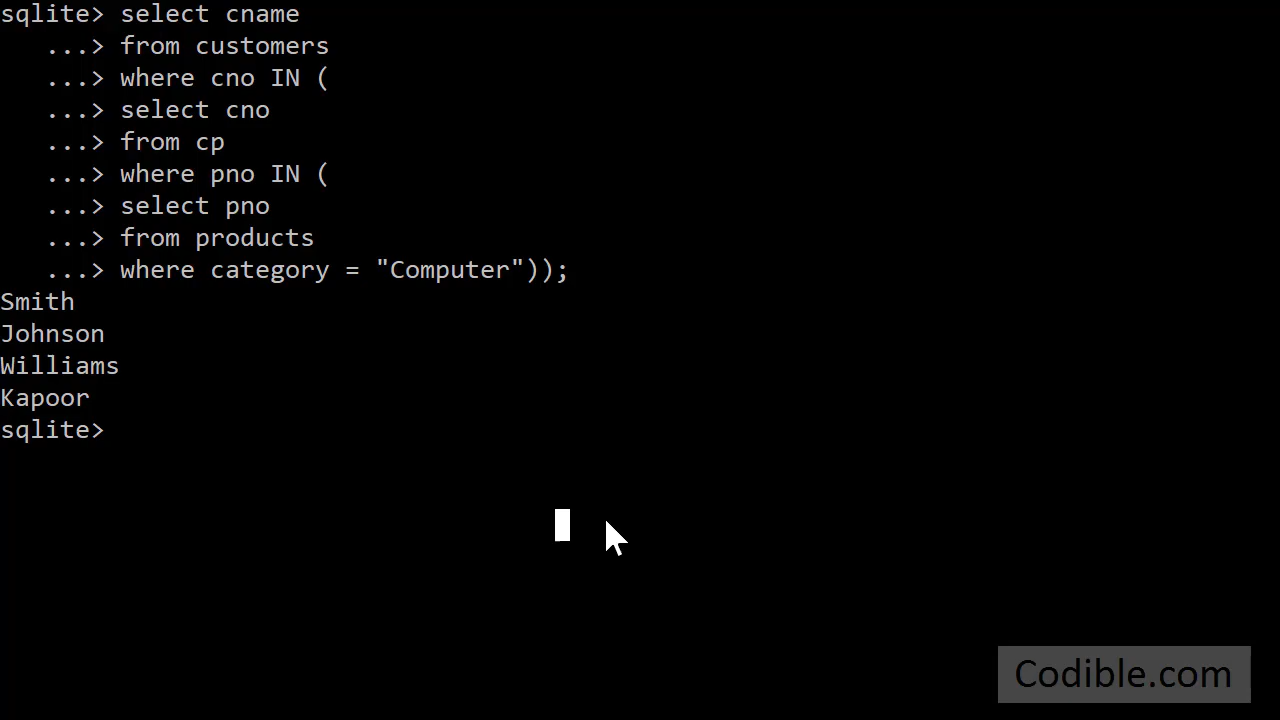 sqlite> select cname
   ...> from customers
   ...> where cno IN (
   ...> select cno
   ...> from cp
   ...> where pno IN (
   ...> select pno
   ...> from products
   ...> where category = "Computer"));
Smith
Johnson
Williams
Kapoor
sqlite>
Codible.com